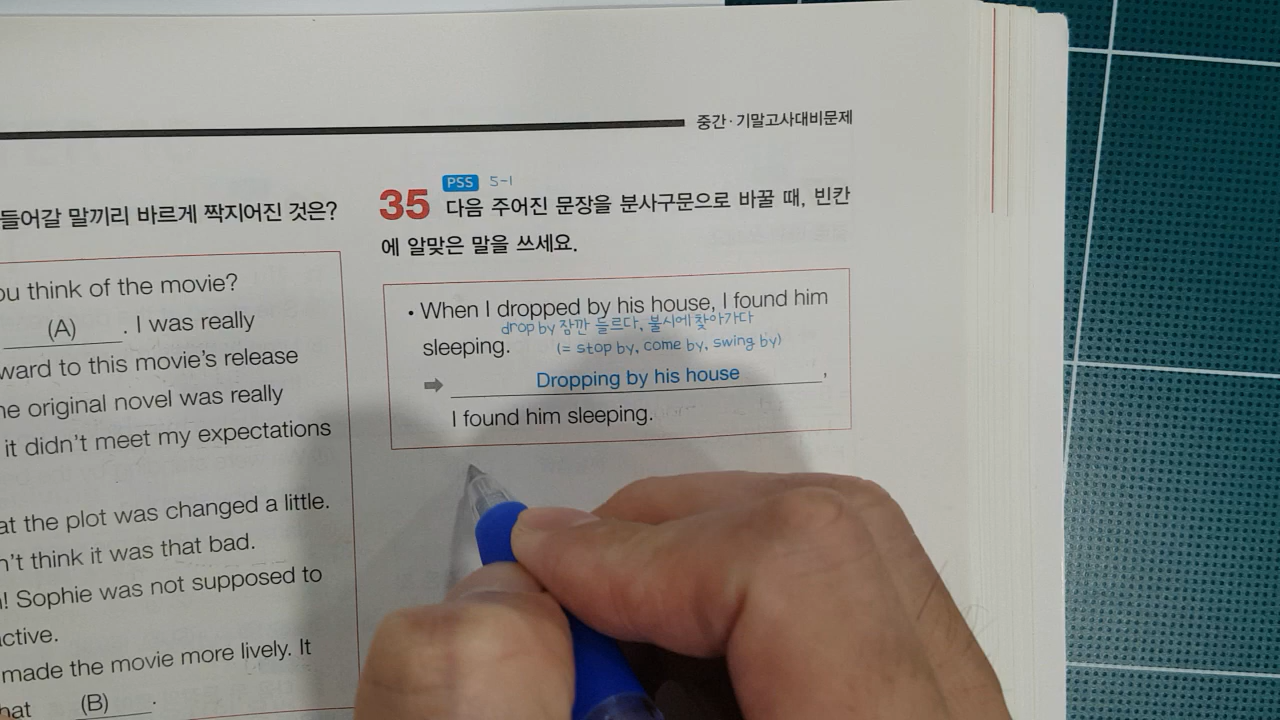 중간·기말고사대비문제
들어갈 말끼리 바르게 짝지어진 것은?
ou think of the movie?
(A) . I was really
ward to this movie's release
ne original novel was really
it didn't meet my expectations
at the plot was changed a little.
n't think it was that bad.
! Sophie was not supposed to
active.
made the movie more lively. It
hat (B) .
PSS 5-1
35 다음 주어진 문장을 분사구문으로 바꿀 때, 빈칸
에 알맞은 말을 쓰세요.
• When I dropped by his house, I found him
drop by 잠깐 들르다, 불시에 찾아가다
sleeping. (= stop by, come by, swing by)
➡ Dropping by his house ,
I found him sleeping.